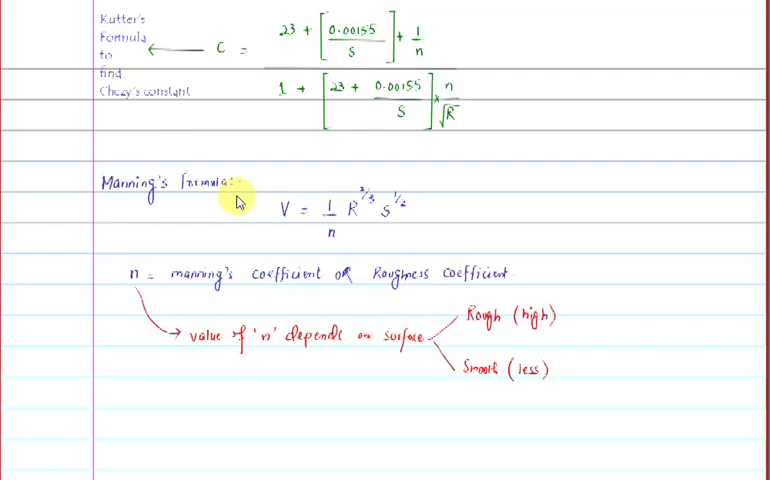 Kutter's
Formula
to
find
Chezy's constant
C = (23 + [0.00155/S] + 1/n) / (1 + [23 + 0.00155/S] × n/√R)
Manning's Formula:-
V = 1/n R^2/3 S^1/2
n = manning's coefficient OR Roughness coefficient
→ value of 'n' depends on surface
Rough (high)
Smooth (less)